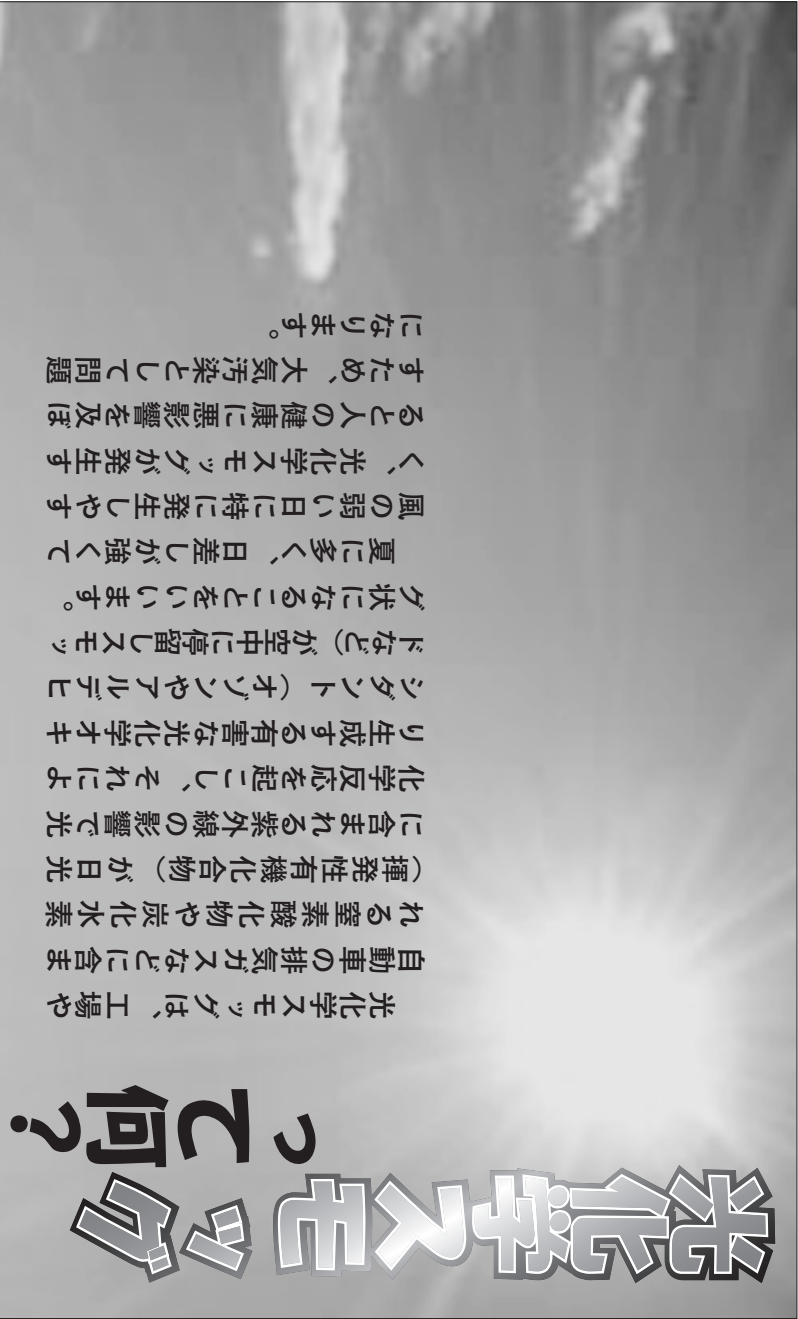 光化学スモッグ
って何?
光化学スモッグは、工場や
自動車の排気ガスなどに含ま
れる窒素酸化物や炭化水素
(揮発性有機化合物)が日光
に含まれる紫外線の影響で光
化学反応を起こし、それによ
り生成する有害な光化学オキ
シダント(オゾンやアルデヒ
ドなど)が空中に停留しスモッ
グ状になることをいいます。
夏に多く、日差しが強くて
風の弱い日に特に発生しやす
く、光化学スモッグが発生す
ると人の健康に悪影響を及ぼ
すため、大気汚染として問題
になります。